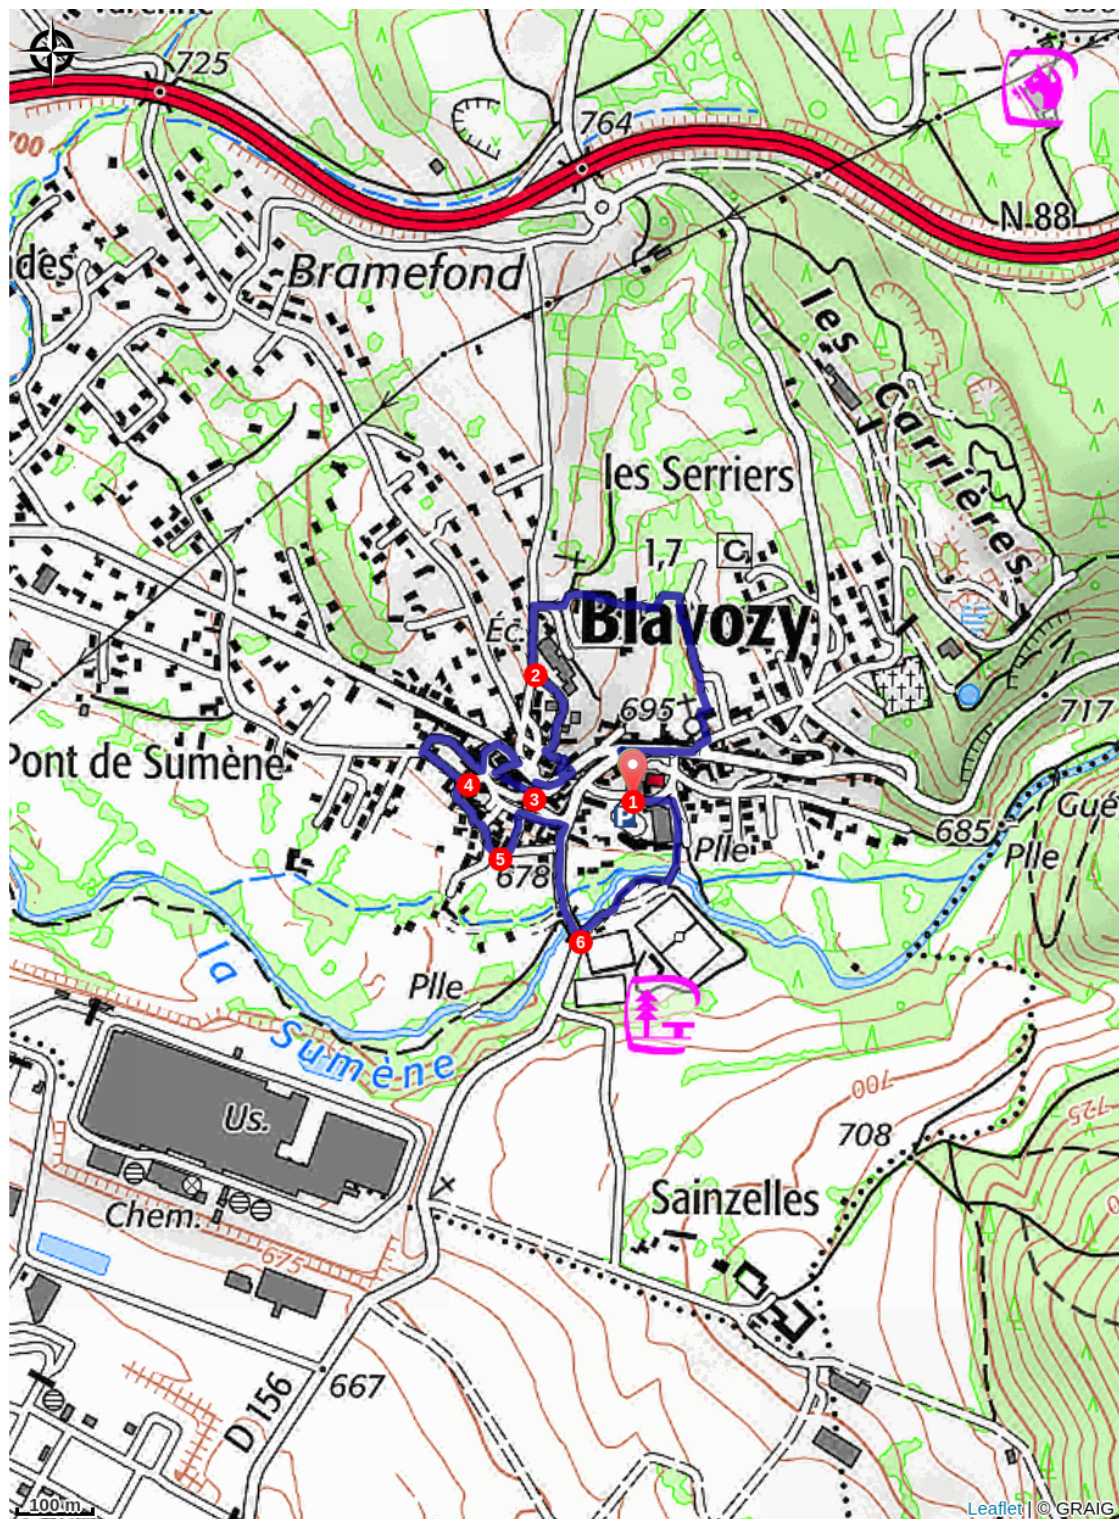 725
764
700
N 88
des
Bramefond
les Carrières
les Serriers
1,7
C
Blavozy
Éc.
2
695
717
Pont de Sumène
4
3
1
P
Gué
685
Plle
Plle
5
678
6
la Sumène
Plle
700
725
708
Us.
Sainzelles
Chem.
675
667
D 156
100 m
Leaflet | © GRAIG